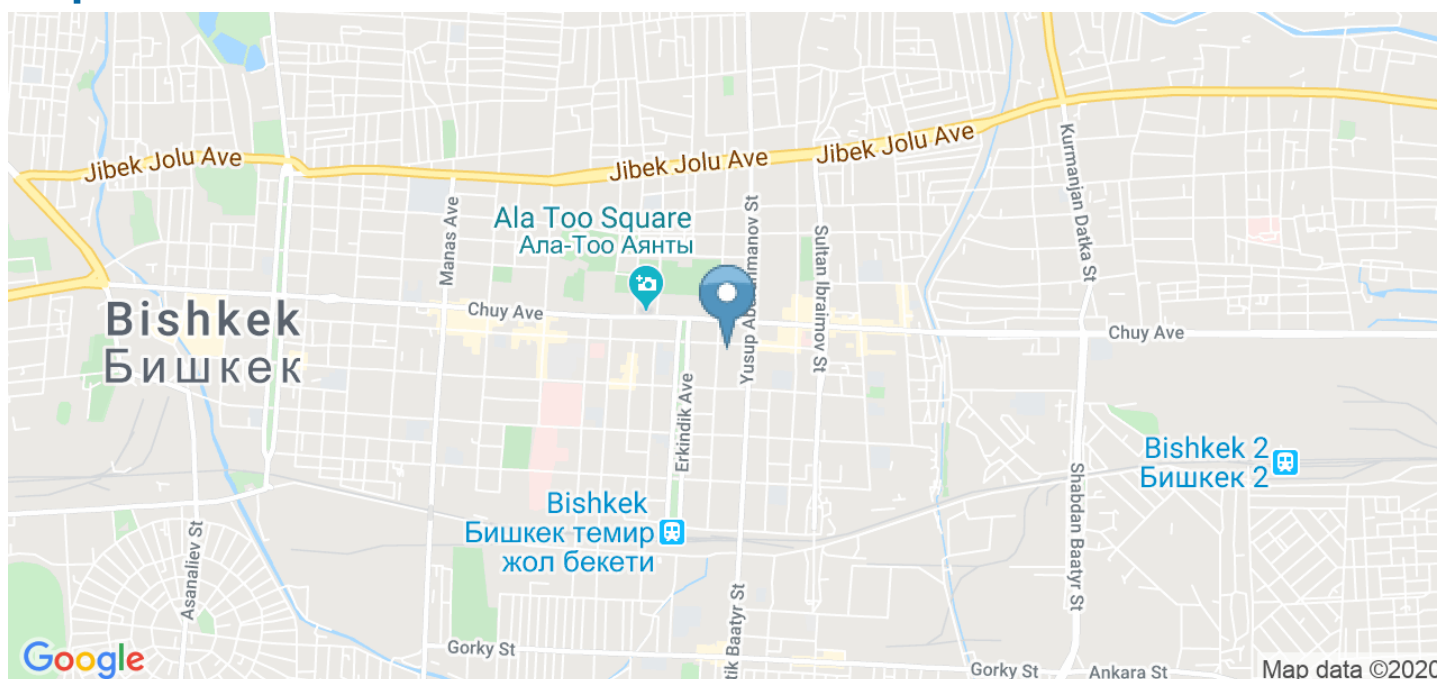 Jibek Jolu Ave
Jibek Jolu Ave
Jibek Jolu Ave
Kurmanjan Datka St
Manas Ave
Ala Too Square
Ала-Тоо Аянты
Sultan Ibraimov St
Chuy Ave
Chuy Ave
Bishkek
Бишкек
Erkindik Ave
Yusup
St
Bishkek 2
Бишкек 2
Bishkek
Бишкек темир
жол бекети
Asanaliev St
Shabdan Baatyr St
Baatyr St
Gorky St
Gorky St
Ankara St
Google
Map data ©2020